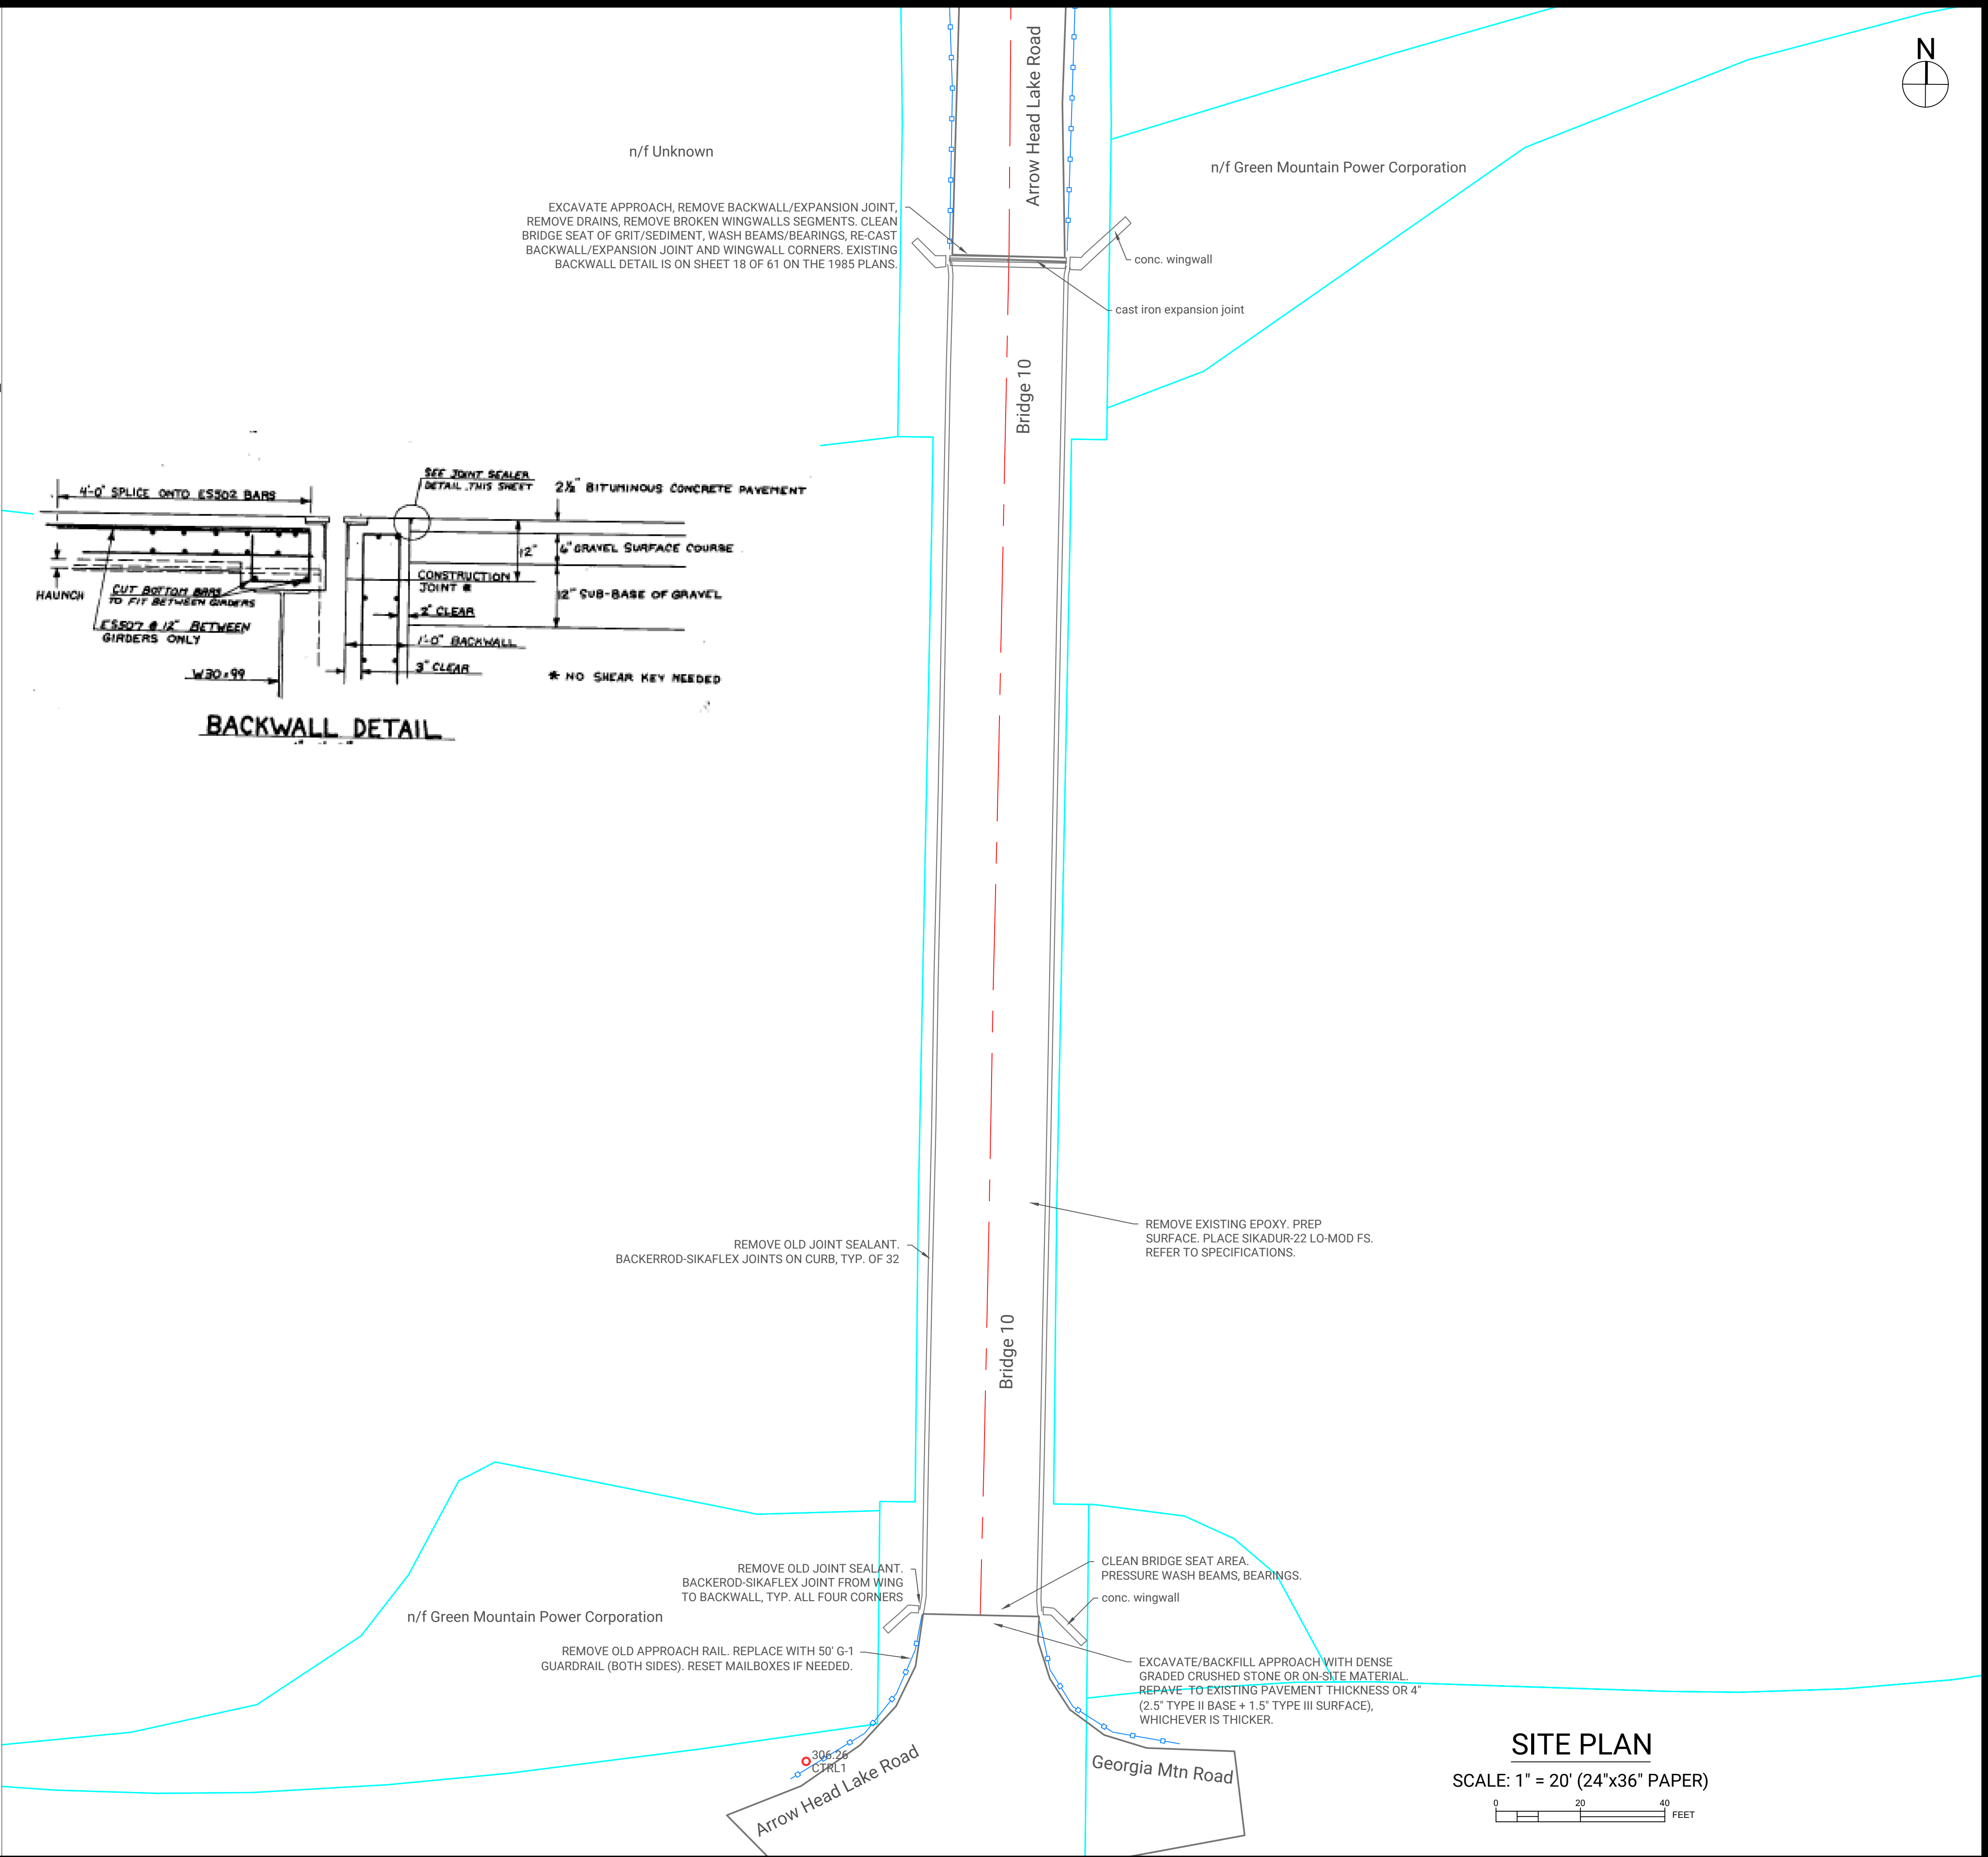 N
Arrow Head Lake Road
n/f Unknown
n/f Green Mountain Power Corporation
EXCAVATE APPROACH, REMOVE BACKWALL/EXPANSION JOINT,
REMOVE DRAINS, REMOVE BROKEN WINGWALLS SEGMENTS. CLEAN
BRIDGE SEAT OF GRIT/SEDIMENT, WASH BEAMS/BEARINGS, RE-CAST
BACKWALL/EXPANSION JOINT AND WINGWALL CORNERS. EXISTING
BACKWALL DETAIL IS ON SHEET 18 OF 61 ON THE 1985 PLANS.
conc. wingwall
cast iron expansion joint
Bridge 10
4'-0" SPLICE ONTO ES502 BARS
SEE JOINT SEALER
DETAIL THIS SHEET
2½" BITUMINOUS CONCRETE PAVEMENT
12"
6" GRAVEL SURFACE COURSE
CONSTRUCTION
JOINT *
12" SUB-BASE OF GRAVEL
HAUNCH
CUT BOTTOM BARS
TO FIT BETWEEN GIRDERS
2" CLEAR
ES507 @ 12" BETWEEN
GIRDERS ONLY
1'-0" BACKWALL
3" CLEAR
W30x99
* NO SHEAR KEY NEEDED
BACKWALL DETAIL
REMOVE OLD JOINT SEALANT.
BACKERROD-SIKAFLEX JOINTS ON CURB, TYP. OF 32
REMOVE EXISTING EPOXY. PREP
SURFACE. PLACE SIKADUR-22 LO-MOD FS.
REFER TO SPECIFICATIONS.
Bridge 10
REMOVE OLD JOINT SEALANT.
BACKEROD-SIKAFLEX JOINT FROM WING
TO BACKWALL, TYP. ALL FOUR CORNERS
CLEAN BRIDGE SEAT AREA.
PRESSURE WASH BEAMS, BEARINGS.
conc. wingwall
n/f Green Mountain Power Corporation
REMOVE OLD APPROACH RAIL. REPLACE WITH 50' G-1
GUARDRAIL (BOTH SIDES). RESET MAILBOXES IF NEEDED.
EXCAVATE/BACKFILL APPROACH WITH DENSE
GRADED CRUSHED STONE OR ON-SITE MATERIAL.
REPAVE TO EXISTING PAVEMENT THICKNESS OR 4"
(2.5" TYPE II BASE + 1.5" TYPE III SURFACE),
WHICHEVER IS THICKER.
306.26
CTRL1
Arrow Head Lake Road
Georgia Mtn Road
SITE PLAN
SCALE: 1" = 20' (24"x36" PAPER)
0 20 40
FEET